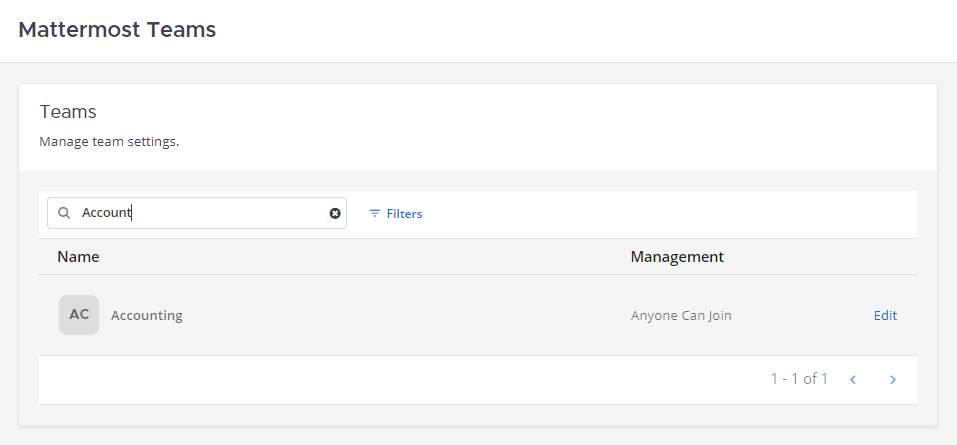 Mattermost Teams
Teams
Manage team settings.
Account
Filters
Name Management
AC Accounting Anyone Can Join Edit
1 - 1 of 1